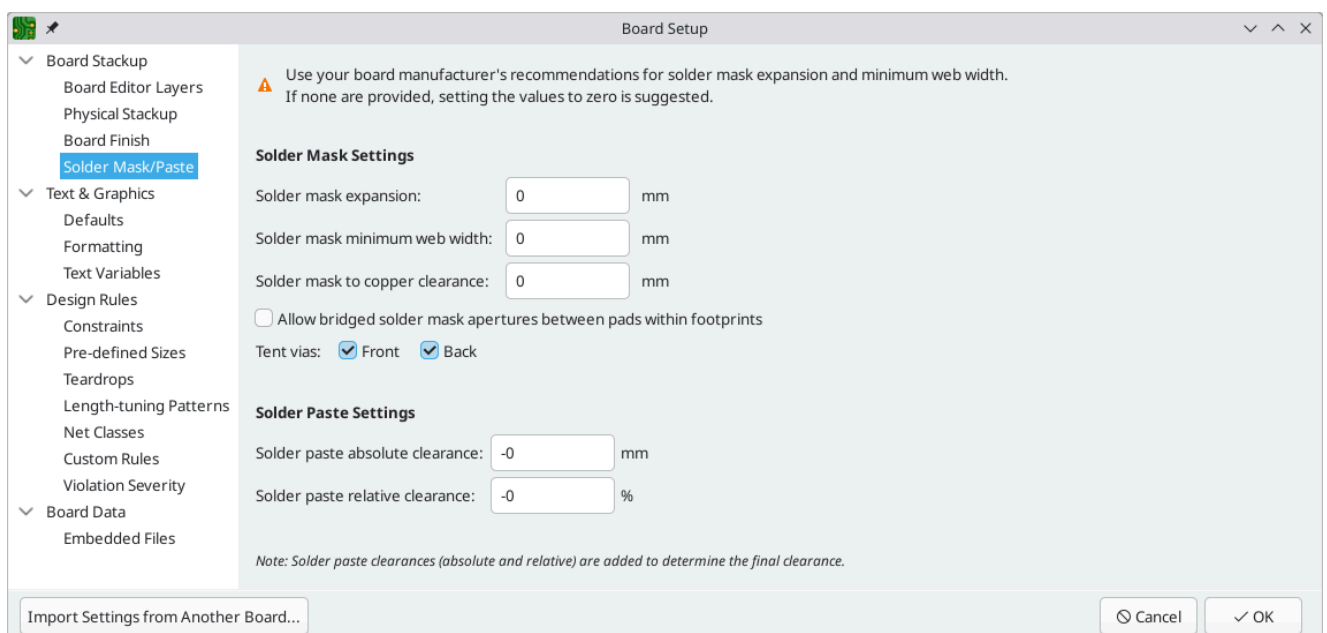 Board Setup
Board Stackup
Board Editor Layers
Physical Stackup
Board Finish
Solder Mask/Paste
Text & Graphics
Defaults
Formatting
Text Variables
Design Rules
Constraints
Pre-defined Sizes
Teardrops
Length-tuning Patterns
Net Classes
Custom Rules
Violation Severity
Board Data
Embedded Files
Use your board manufacturer's recommendations for solder mask expansion and minimum web width.
If none are provided, setting the values to zero is suggested.
Solder Mask Settings
Solder mask expansion: 0 mm
Solder mask minimum web width: 0 mm
Solder mask to copper clearance: 0 mm
Allow bridged solder mask apertures between pads within footprints
Tent vias: Front Back
Solder Paste Settings
Solder paste absolute clearance: -0 mm
Solder paste relative clearance: -0 %
Note: Solder paste clearances (absolute and relative) are added to determine the final clearance.
Import Settings from Another Board... Cancel OK